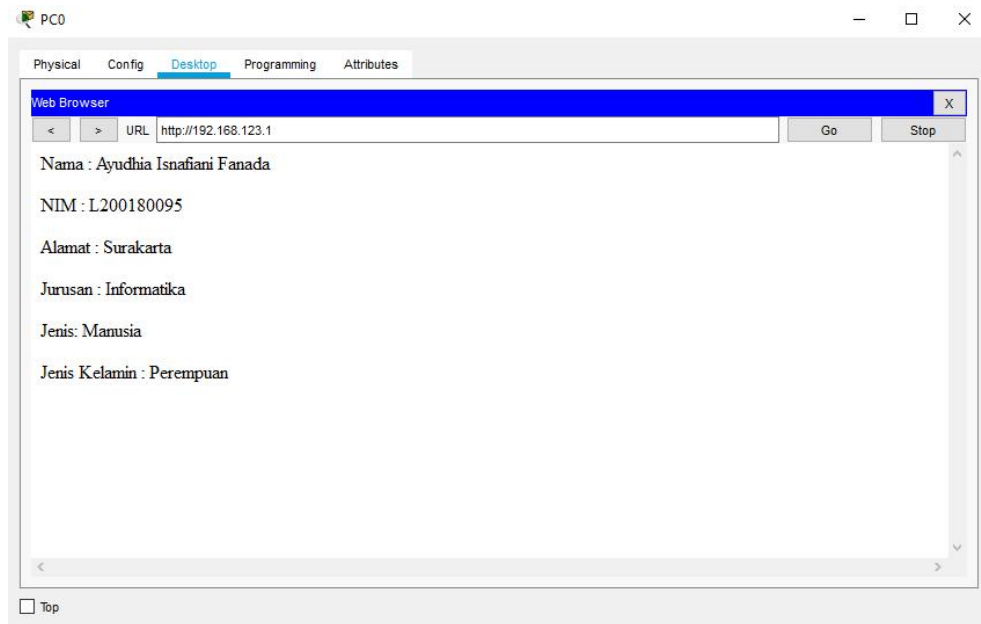 PC0
Physical Config Desktop Programming Attributes
Web Browser X
< > URL http://192.168.123.1 Go Stop
Nama : Ayudhia Isnafiani Fanada
NIM : L200180095
Alamat : Surakarta
Jurusan : Informatika
Jenis: Manusia
Jenis Kelamin : Perempuan
Top